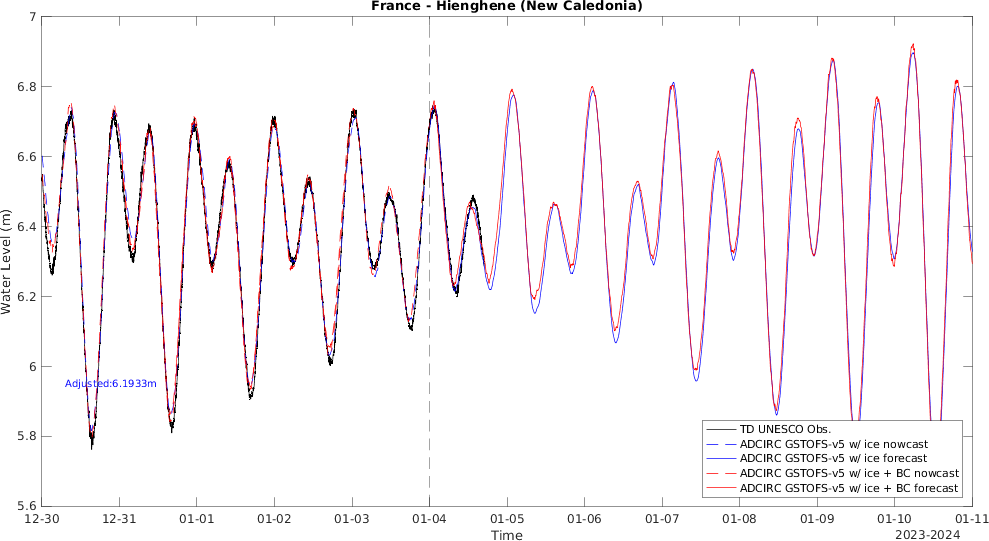 France - Hienghene (New Caledonia)
7
6.8
6.6
6.4
6.2
6
5.8
5.6
Water Level (m)
Adjusted:6.1933m
TD UNESCO Obs.
ADCIRC GSTOFS-v5 w/ ice nowcast
ADCIRC GSTOFS-v5 w/ ice forecast
ADCIRC GSTOFS-v5 w/ ice + BC nowcast
ADCIRC GSTOFS-v5 w/ ice + BC forecast
12-30 12-31 01-01 01-02 01-03 01-04 01-05 01-06 01-07 01-08 01-09 01-10 01-11
Time
2023-2024